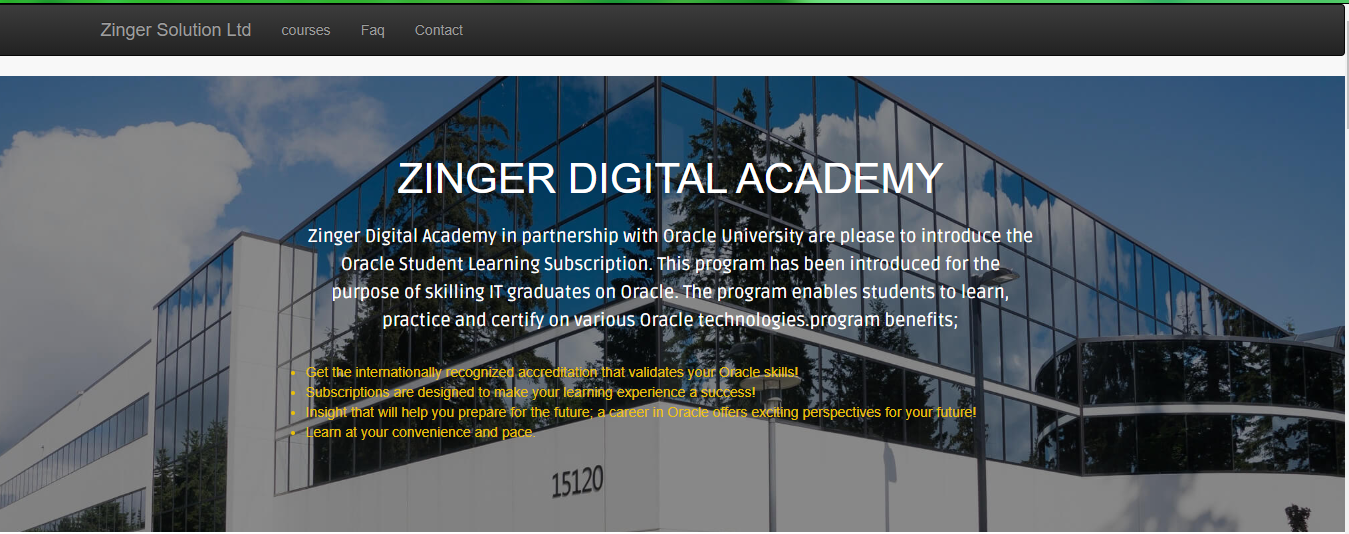 Zinger Solution Ltd courses Faq Contact
ZINGER DIGITAL ACADEMY
Zinger Digital Academy in partnership with Oracle University are please to introduce the
Oracle Student Learning Subscription. This program has been introduced for the
purpose of skilling IT graduates on Oracle. The program enables students to learn,
practice and certify on various Oracle technologies.program benefits;
• Get the internationally recognized accreditation that validates your Oracle skills!
• Subscriptions are designed to make your learning experience a success!
• Insight that will help you prepare for the future; a career in Oracle offers exciting perspectives for your future!
• Learn at your convenience and pace.
15120